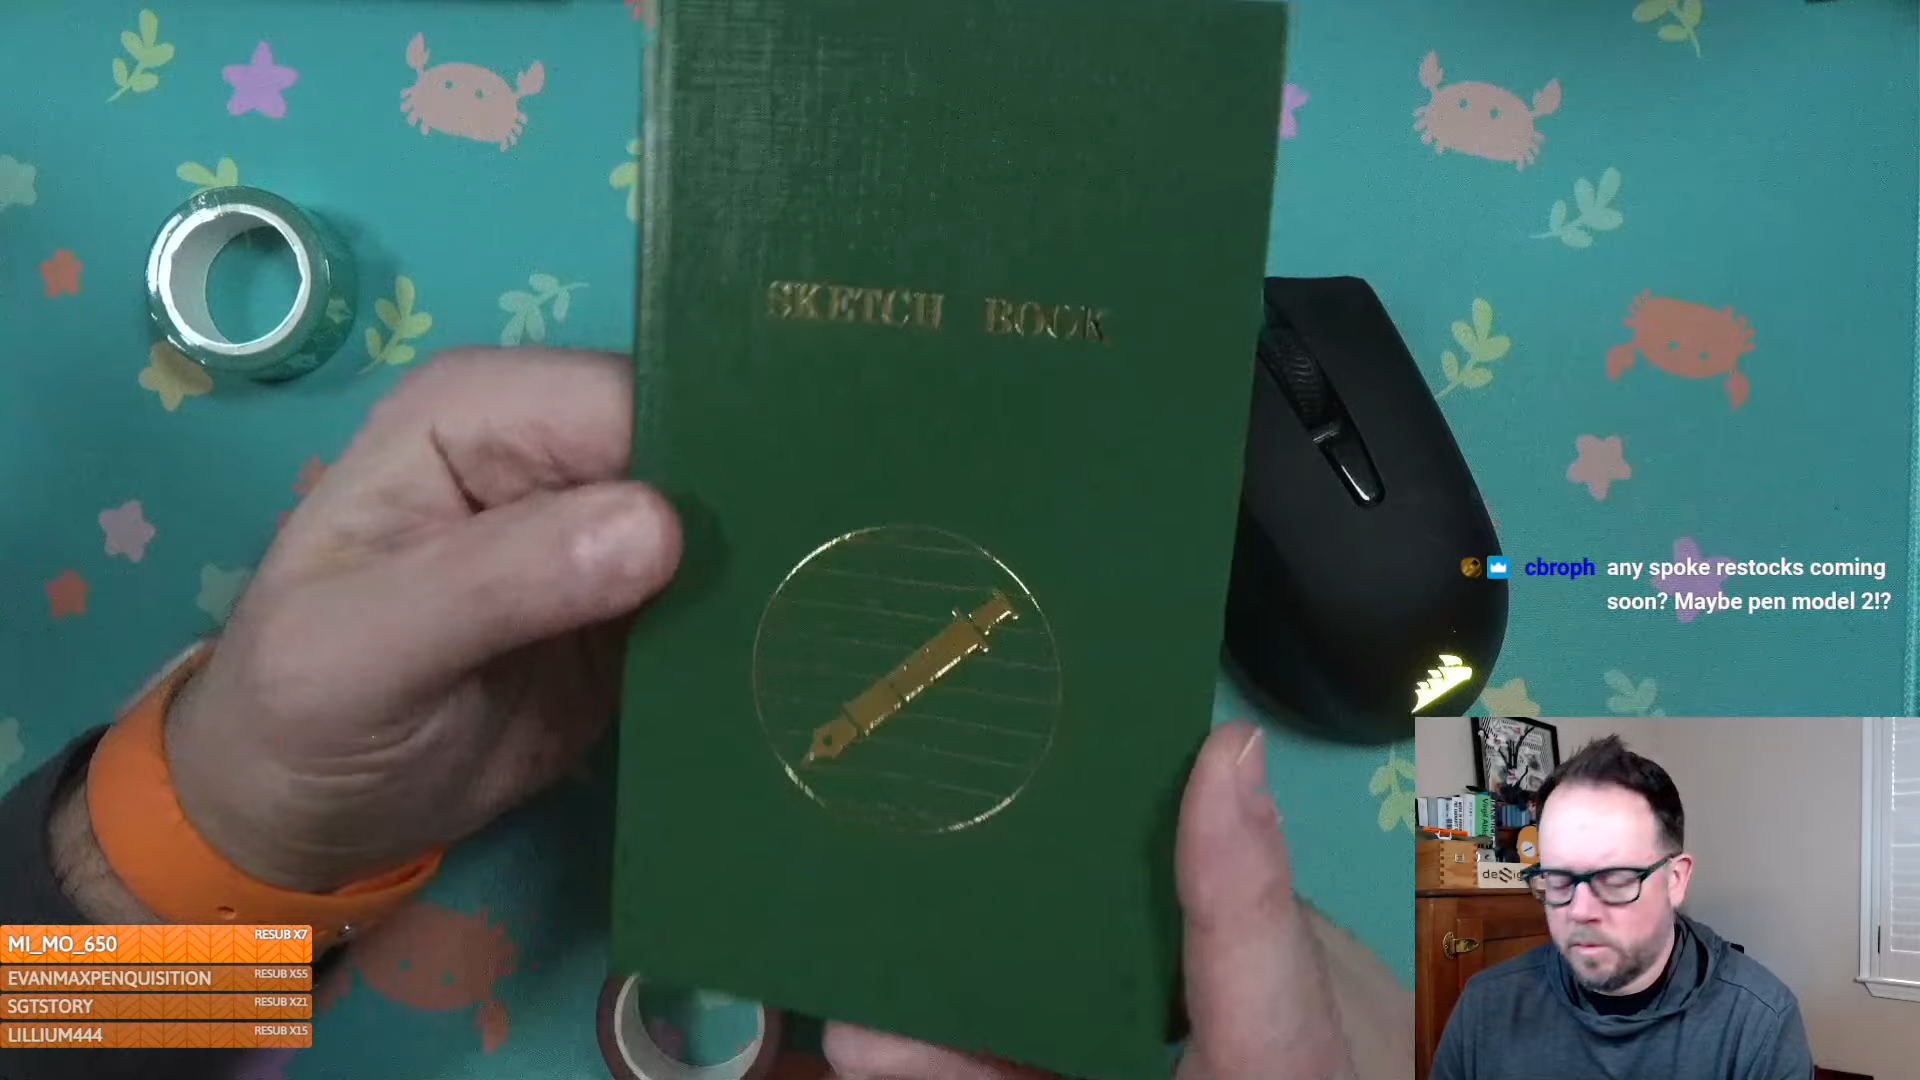 SKETCH BOOK
cbroph any spoke restocks coming
soon? Maybe pen model 2!?
MI_MO_650 RESUB X7
EVANMAXPENQUISITION RESUB X55
SGTSTORY RESUB X21
LILLIUM444 RESUB X15